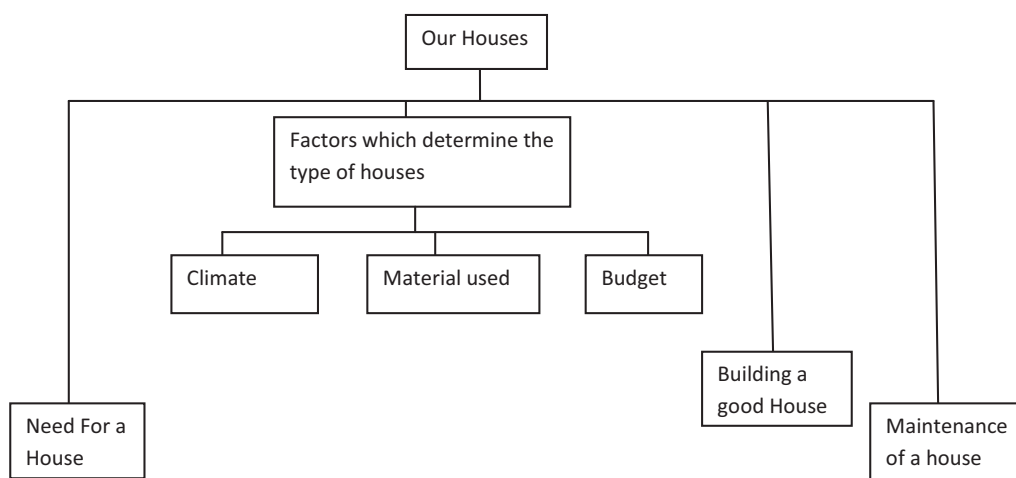 Our Houses
Factors which determine the
type of houses
Climate
Material used
Budget
Building a
good House
Need For a
House
Maintenance
of a house